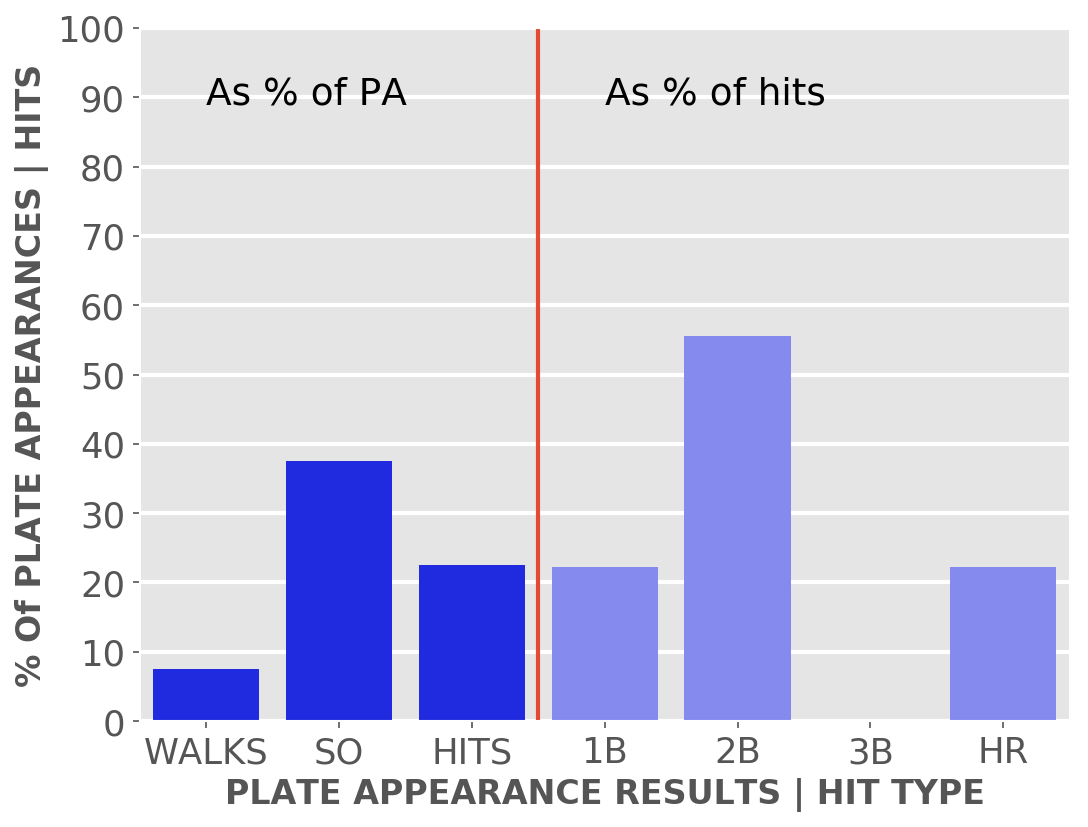 % Of PLATE APPEARANCES | HITS
100
90
80
70
60
50
40
30
20
10
0
As % of PA
As % of hits
WALKS SO HITS 1B 2B 3B HR
PLATE APPEARANCE RESULTS | HIT TYPE